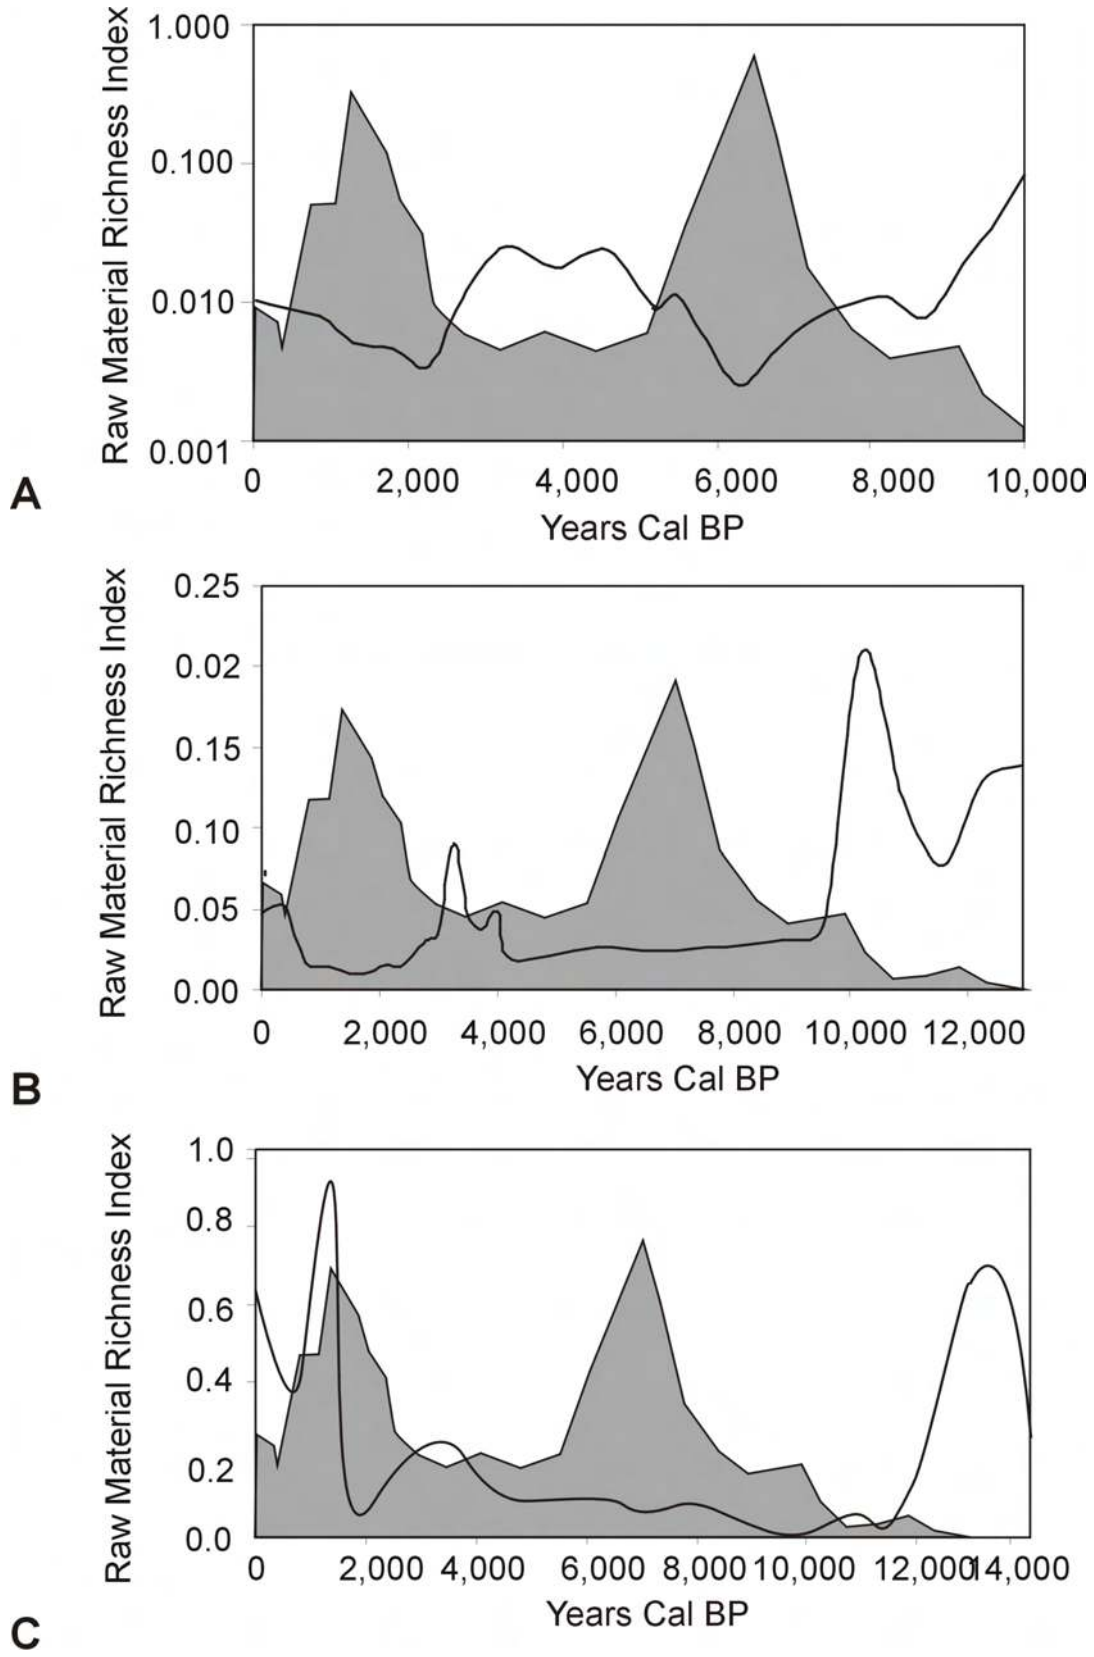 Raw Material Richness Index
1.000
0.100
0.010
0.001
0 2,000 4,000 6,000 8,000 10,000
Years Cal BP
A
Raw Material Richness Index
0.25
0.02
0.15
0.10
0.05
0.00
0 2,000 4,000 6,000 8,000 10,000 12,000
Years Cal BP
B
Raw Material Richness Index
1.0
0.8
0.6
0.4
0.2
0.0
0 2,000 4,000 6,000 8,000 10,000 12,000 14,000
Years Cal BP
C